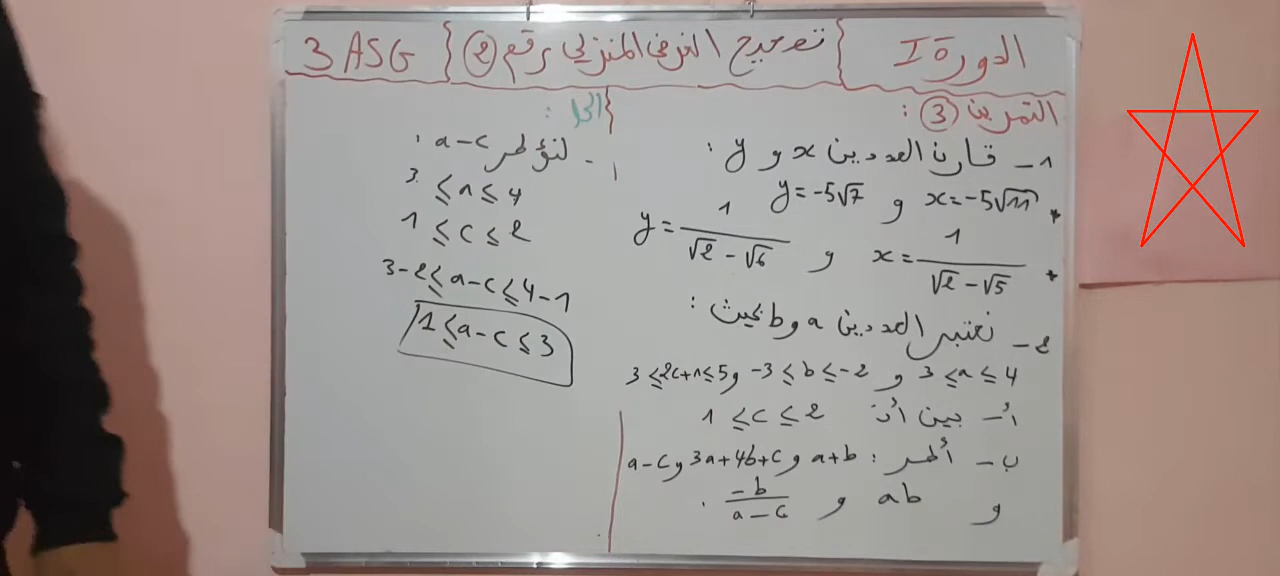 الدورة I
تصحيح الفرض المنزلي رقم 2
3 ASG
التمرين 3 :
1- قارن العددين x و y :
* x=-5√11 و y=-5√7
* x=1/(√2-√5) و y=1/(√2-√6)
2- نعتبر العددين a و b بحيث :
3≤a≤4 و -3≤b≤-2 و 3≤2c+1≤5
أ- بين أن 1≤c≤2
ب- أطر : a+b و 3a+4b+c و a-c
و ab و -b/(a-c) .
الحل :
- لنؤطر a-c :
3≤a≤4
1≤c≤2
3-2≤a-c≤4-1
1≤a-c≤3